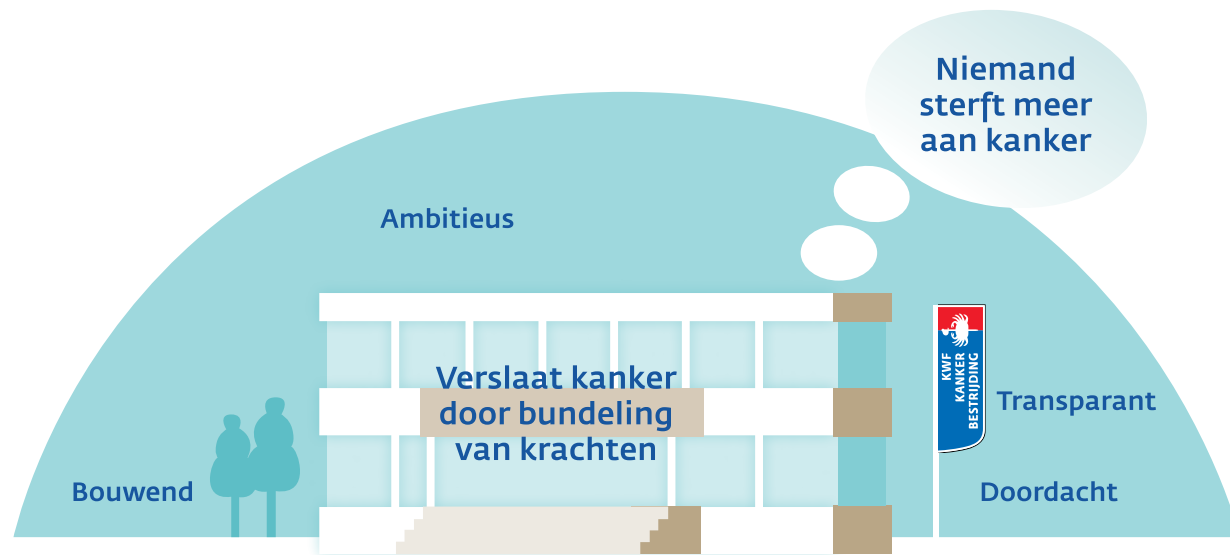 Niemand
sterft meer
aan kanker
Ambitieus
Verslaat kanker
door bundeling
van krachten
KWF
KANKER
BESTRIJDING
Transparant
Bouwend
Doordacht